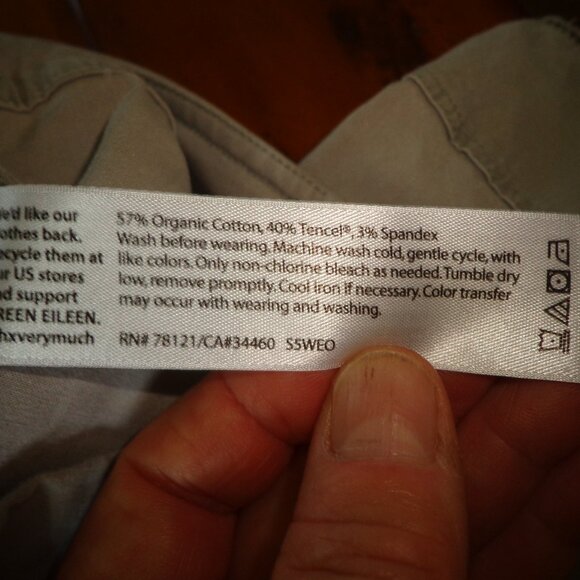 e'd like our
othes back.
ecycle them at
ur US stores
nd support
REEN EILEEN.
hxverymuch
57% Organic Cotton, 40% Tencel®, 3% Spandex
Wash before wearing. Machine wash cold, gentle cycle, with
like colors. Only non-chlorine bleach as needed. Tumble dry
low, remove promptly. Cool iron if necessary. Color transfer
may occur with wearing and washing.
RN# 78121/CA#34460 S5WEO